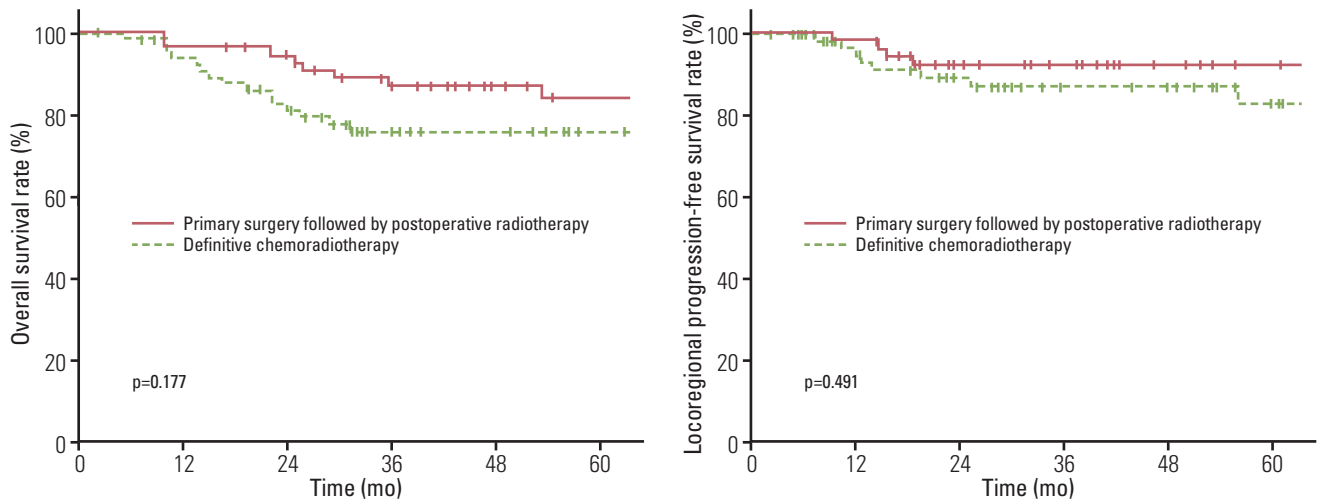 Overall survival rate (%)
100
80
60
40
20
0
Primary surgery followed by postoperative radiotherapy
Definitive chemoradiotherapy
p=0.177
0 12 24 36 48 60
Time (mo)
Locoregional progression-free survival rate (%)
100
80
60
40
20
0
Primary surgery followed by postoperative radiotherapy
Definitive chemoradiotherapy
p=0.491
0 12 24 36 48 60
Time (mo)